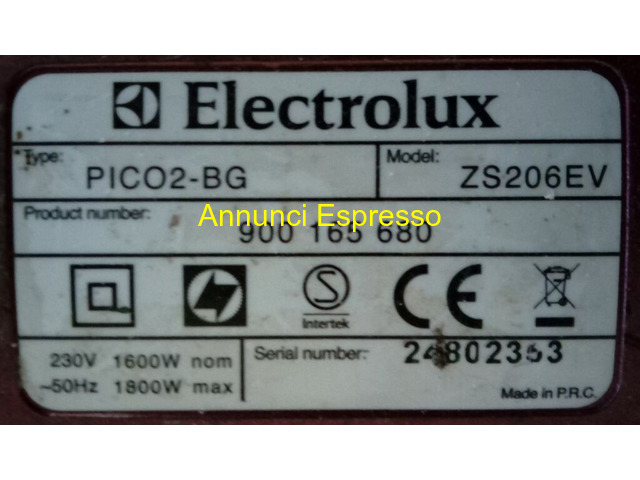 Electrolux
Type: PICO2-BG
Model: ZS206EV
Product number: 900 165 680
Annunci Espresso
S
Intertek
CE
230V 1600W nom
~50Hz 1800W max
Serial number:
Made in P.R.C.